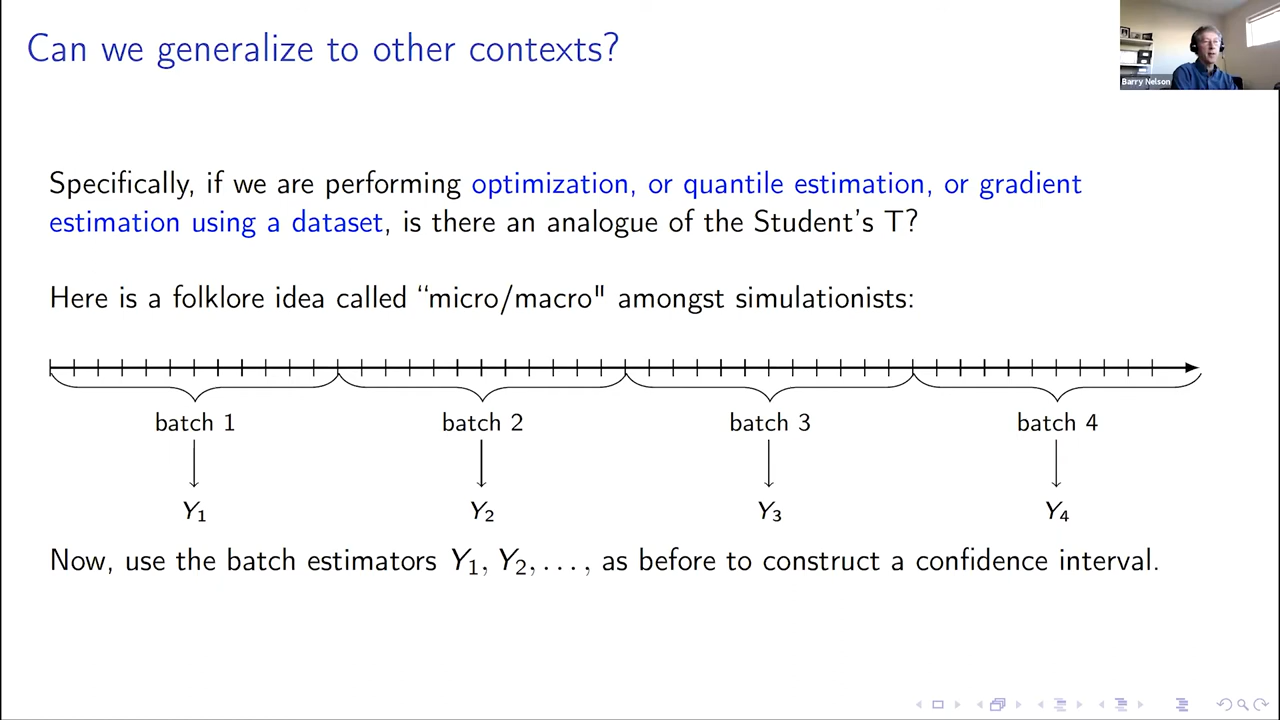 Can we generalize to other contexts?
Barry Nelson
Specifically, if we are performing optimization, or quantile estimation, or gradient
estimation using a dataset, is there an analogue of the Student's T?
Here is a folklore idea called “micro/macro" amongst simulationists:
batch 1 batch 2 batch 3 batch 4
Y₁ Y₂ Y₃ Y₄
Now, use the batch estimators Y₁, Y₂, . . . , as before to construct a confidence interval.